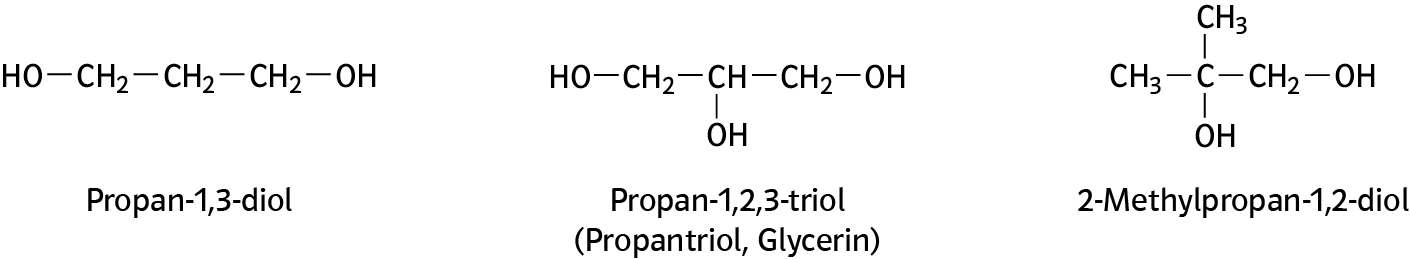 HO—CH₂—CH₂—CH₂—OH
Propan-1,3-diol
HO—CH₂—CH—CH₂—OH
OH
Propan-1,2,3-triol
(Propantriol, Glycerin)
CH₃
CH₃—C—CH₂—OH
OH
2-Methylpropan-1,2-diol